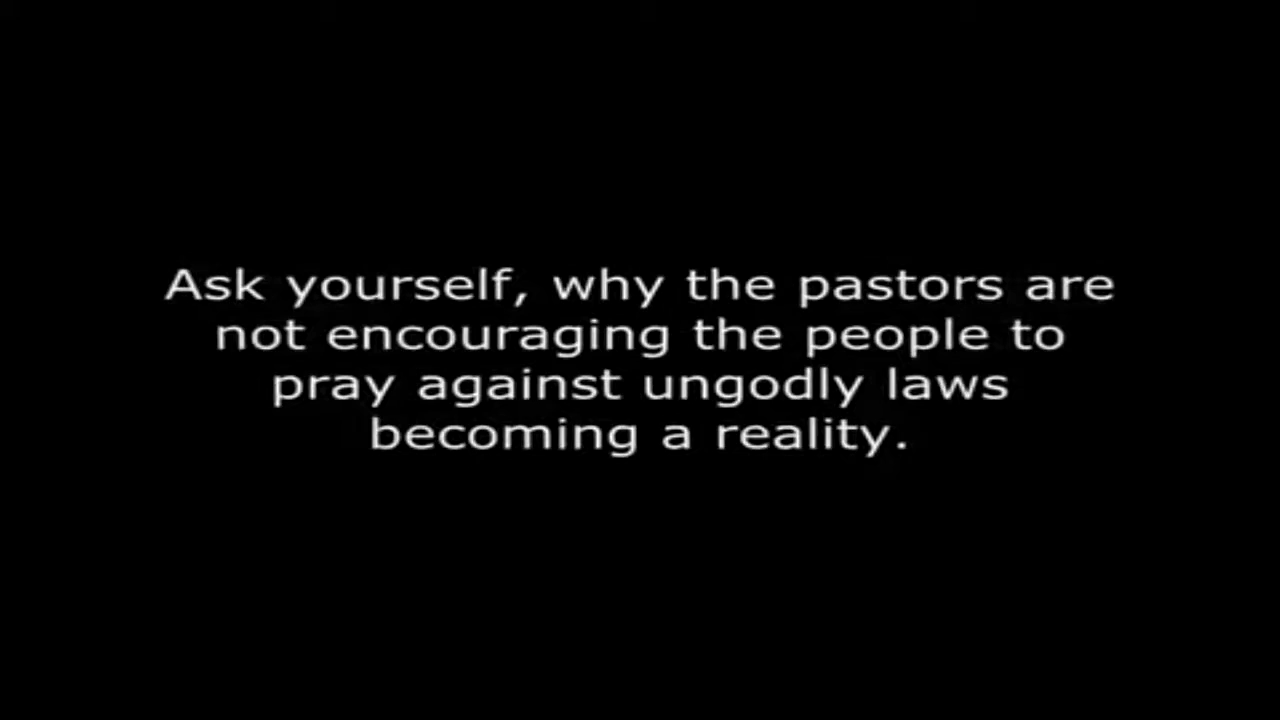 Ask yourself, why the pastors are
not encouraging the people to
pray against ungodly laws
becoming a reality.